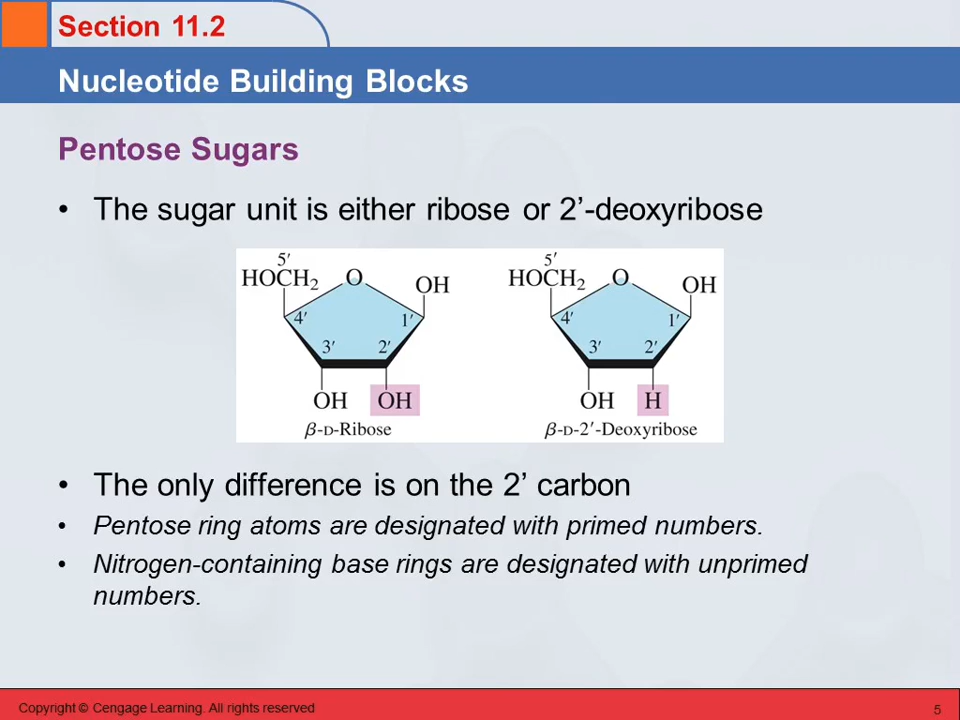 Section 11.2
Nucleotide Building Blocks
Pentose Sugars
• The sugar unit is either ribose or 2’-deoxyribose
5′
HOCH₂ O OH
4′ 1′
3′ 2′
OH OH
β-D-Ribose
5′
HOCH₂ O OH
4′ 1′
3′ 2′
OH H
β-D-2′-Deoxyribose
• The only difference is on the 2’ carbon
• Pentose ring atoms are designated with primed numbers.
• Nitrogen-containing base rings are designated with unprimed
numbers.
Copyright © Cengage Learning. All rights reserved
5